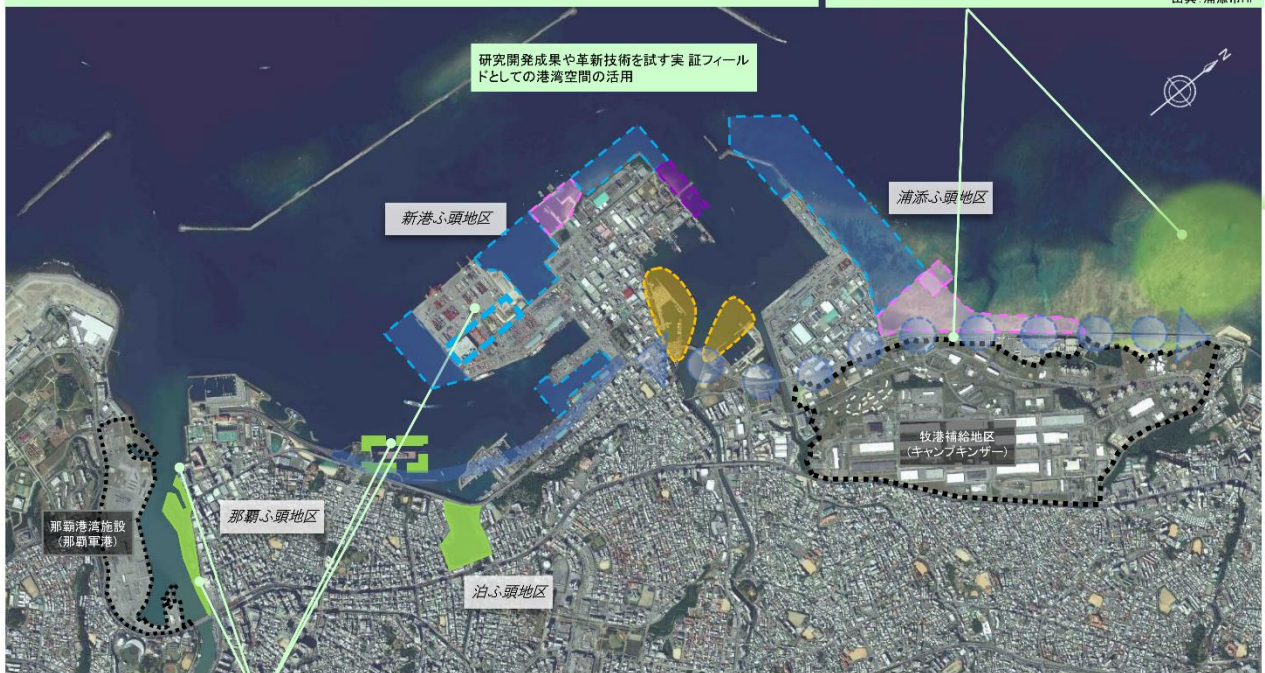 研究開発成果や革新技術を試す実 証フィール
ドとしての港湾空間の活用
N
新港ふ頭地区
浦添ふ頭地区
牧港補給地区
(キャンプキンザー)
那覇港湾施設
(那覇軍港)
那覇ふ頭地区
泊ふ頭地区